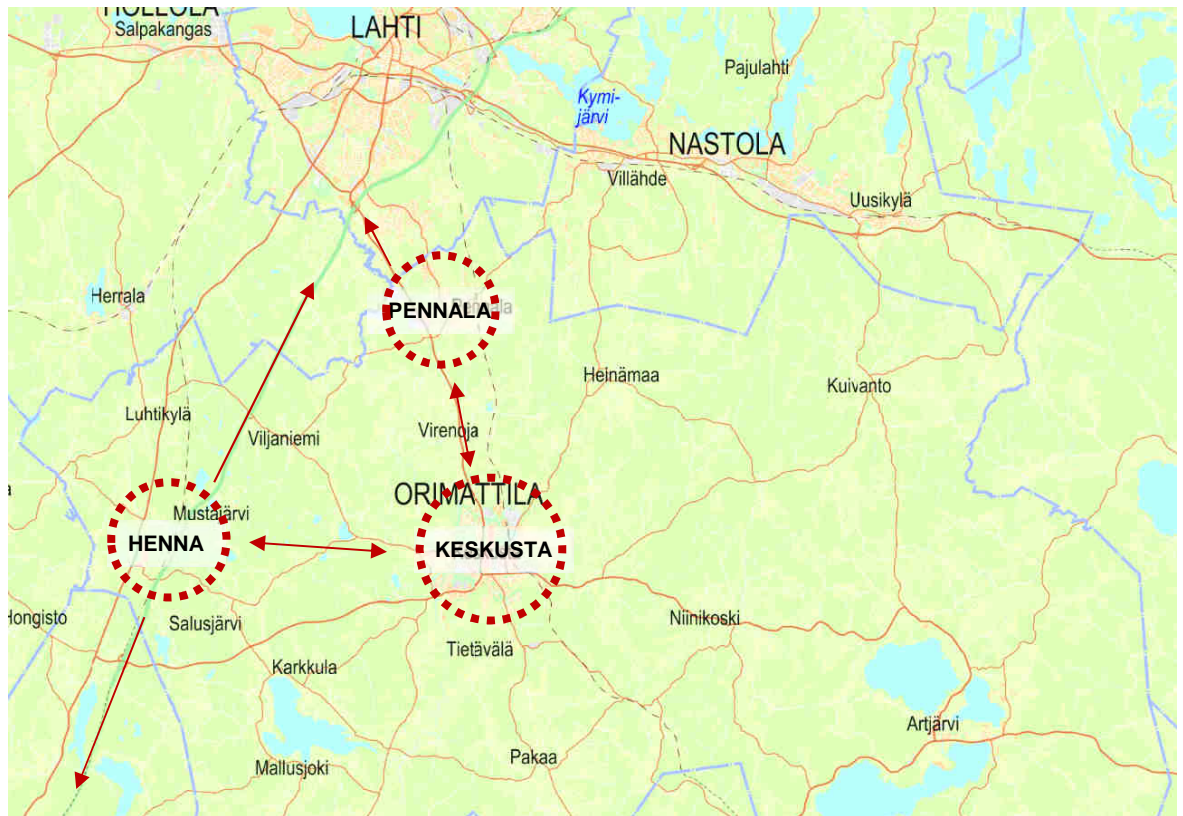 HOLLOLA
Salpakangas
LAHTI
Pajulahti
Kymi-
järvi
NASTOLA
Villähde
Uusikylä
Herrala
PENNALA
Pennala
Heinämaa
Kuivanto
Luhtikylä
Viljaniemi
Virenoja
ORIMATTILA
Mustajärvi
HENNA
KESKUSTA
Hongisto
Salusjärvi
Niinikoski
Tietävälä
Karkkula
Artjärvi
Pakaa
Mallusjoki